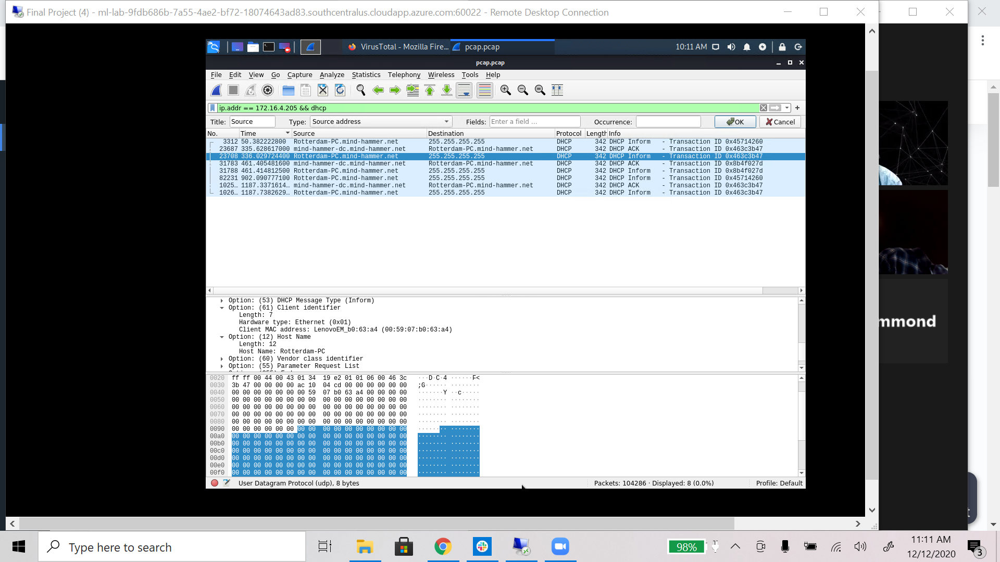 Final Project (4) - ml-lab-9fdb686b-7a55-4ae2-bf72-18074643ad83.southcentralus.cloudapp.azure.com:60022 - Remote Desktop Connection
VirusTotal - Mozilla Fire... pcap.pcap 10:11 AM
pcap.pcap
File Edit View Go Capture Analyze Statistics Telephony Wireless Tools Help
ip.addr == 172.16.4.205 && dhcp
Title: Source Type: Source address Fields: Enter a field ... Occurrence: OK Cancel
No. Time Source Destination Protocol Length Info
3312 50.382222800 Rotterdam-PC.mind-hammer.net 255.255.255.255 DHCP 342 DHCP Inform - Transaction ID 0x45714260
23687 335.628617000 mind-hammer-dc.mind-hammer.net Rotterdam-PC.mind-hammer.net DHCP 342 DHCP ACK - Transaction ID 0x463c3b47
23708 336.029724400 Rotterdam-PC.mind-hammer.net 255.255.255.255 DHCP 342 DHCP Inform - Transaction ID 0x463c3b47
31783 461.405481600 mind-hammer-dc.mind-hammer.net Rotterdam-PC.mind-hammer.net DHCP 342 DHCP ACK - Transaction ID 0x8b4f027d
31788 461.414812500 Rotterdam-PC.mind-hammer.net 255.255.255.255 DHCP 342 DHCP Inform - Transaction ID 0x8b4f027d
82231 902.090777100 Rotterdam-PC.mind-hammer.net 255.255.255.255 DHCP 342 DHCP Inform - Transaction ID 0x45714260
1025… 1187.3371614… mind-hammer-dc.mind-hammer.net Rotterdam-PC.mind-hammer.net DHCP 342 DHCP ACK - Transaction ID 0x463c3b47
1026… 1187.7382629… Rotterdam-PC.mind-hammer.net 255.255.255.255 DHCP 342 DHCP Inform - Transaction ID 0x463c3b47
Option: (53) DHCP Message Type (Inform)
Option: (61) Client identifier
Length: 7
Hardware type: Ethernet (0x01)
Client MAC address: LenovoEM_b0:63:a4 (00:59:07:b0:63:a4)
Option: (12) Host Name
Length: 12
Host Name: Rotterdam-PC
Option: (60) Vendor class identifier
Option: (55) Parameter Request List
0020 ff ff 00 44 00 43 01 34 19 e2 01 01 06 00 46 3c ···D·C·4 ······F<
0030 3b 47 00 00 00 00 ac 10 04 cd 00 00 00 00 00 00 ;G······ ········
0040 00 00 00 00 00 00 00 59 07 b0 63 a4 00 00 00 00 ·······Y ··c·····
0050 00 00 00 00 00 00 00 00 00 00 00 00 00 00 00 00 ········ ········
0060 00 00 00 00 00 00 00 00 00 00 00 00 00 00 00 00 ········ ········
0070 00 00 00 00 00 00 00 00 00 00 00 00 00 00 00 00 ········ ········
0080 00 00 00 00 00 00 00 00 00 00 00 00 00 00 00 00 ········ ········
0090 00 00 00 00 00 00 00 00 00 00 00 00 00 00 00 00 ········ ········
00a0 00 00 00 00 00 00 00 00 00 00 00 00 00 00 00 00 ········ ········
00b0 00 00 00 00 00 00 00 00 00 00 00 00 00 00 00 00 ········ ········
00c0 00 00 00 00 00 00 00 00 00 00 00 00 00 00 00 00 ········ ········
00d0 00 00 00 00 00 00 00 00 00 00 00 00 00 00 00 00 ········ ········
00e0 00 00 00 00 00 00 00 00 00 00 00 00 00 00 00 00 ········ ········
00f0 00 00 00 00 00 00 00 00 00 00 00 00 00 00 00 00 ········ ········
User Datagram Protocol (udp), 8 bytes Packets: 104286 · Displayed: 8 (0.0%) Profile: Default
mmond
Type here to search
98%
11:11 AM
12/12/2020
3